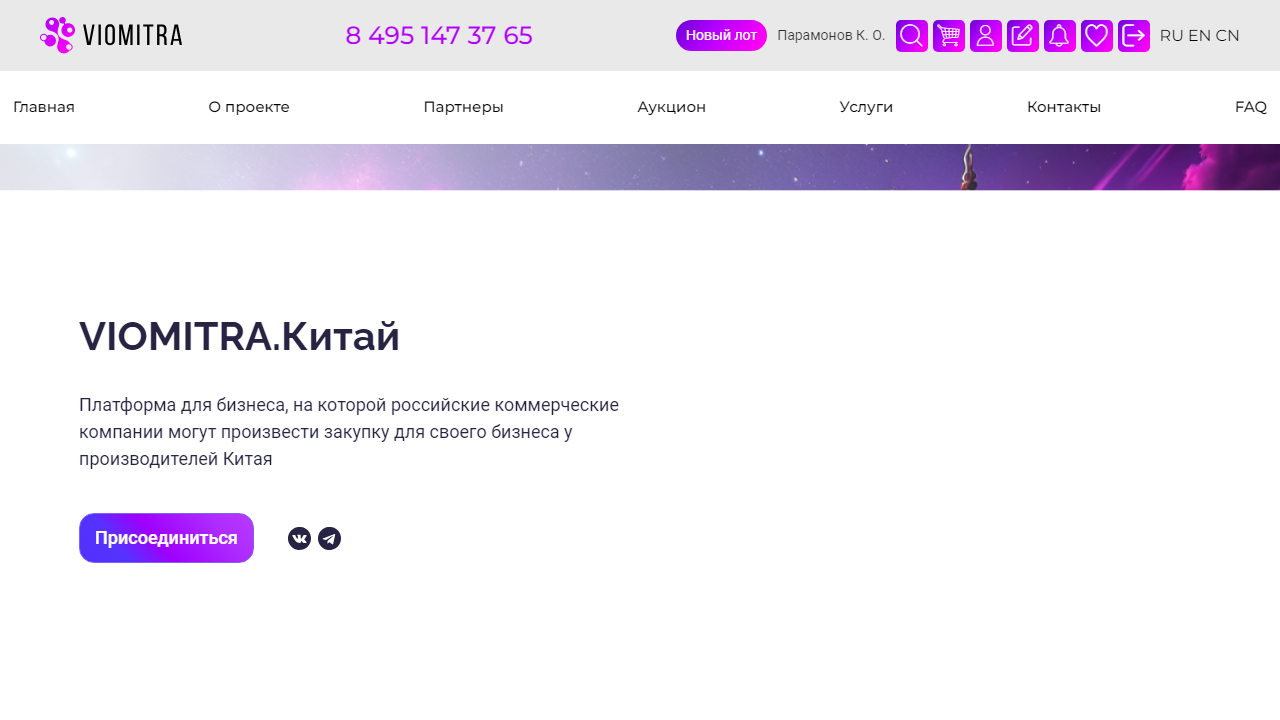 VIOMITRA
8 495 147 37 65
Новый лот
Парамонов К. О.
RU EN CN
Главная
О проекте
Партнеры
Аукцион
Услуги
Контакты
FAQ
VIOMITRA.Китай
Платформа для бизнеса, на которой российские коммерческие
компании могут произвести закупку для своего бизнеса у
производителей Китая
Присоединиться